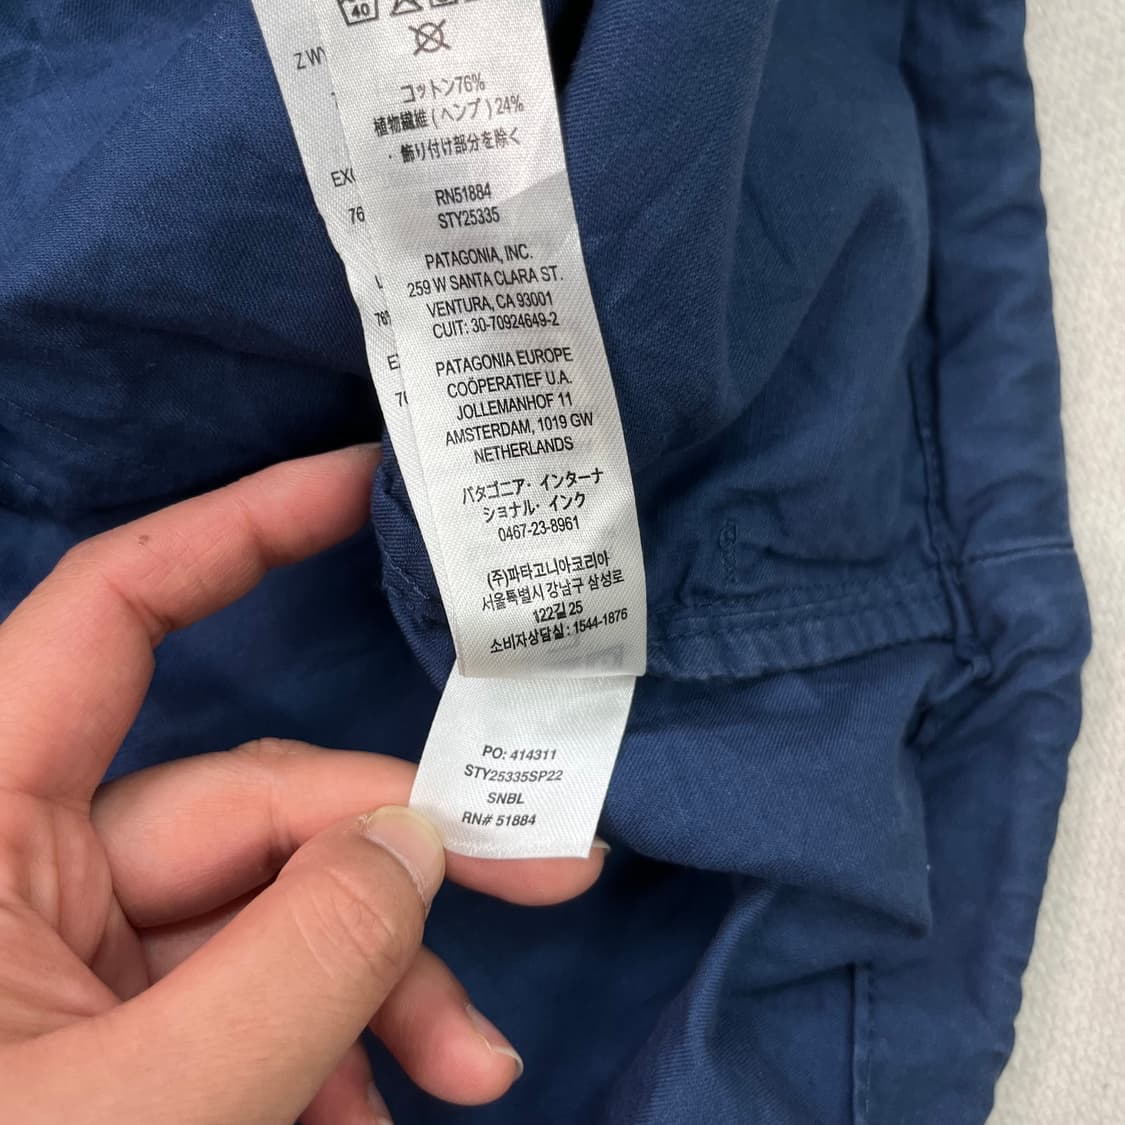 40
コットン76%
植物繊維(ヘンプ)24%
・飾り付け部分を除く
RN51884
STY25335
PATAGONIA, INC.
259 W SANTA CLARA ST.
VENTURA, CA 93001
CUIT: 30-70924649-2
PATAGONIA EUROPE
COÖPERATIEF U.A.
JOLLEMANHOF 11
AMSTERDAM, 1019 GW
NETHERLANDS
パタゴニア・インターナ
ショナル・インク
0467-23-8961
(주)파타고니아코리아
서울특별시 강남구 삼성로
122길 25
소비자상담실 : 1544-1876
PO: 414311
STY25335SP22
SNBL
RN# 51884
76